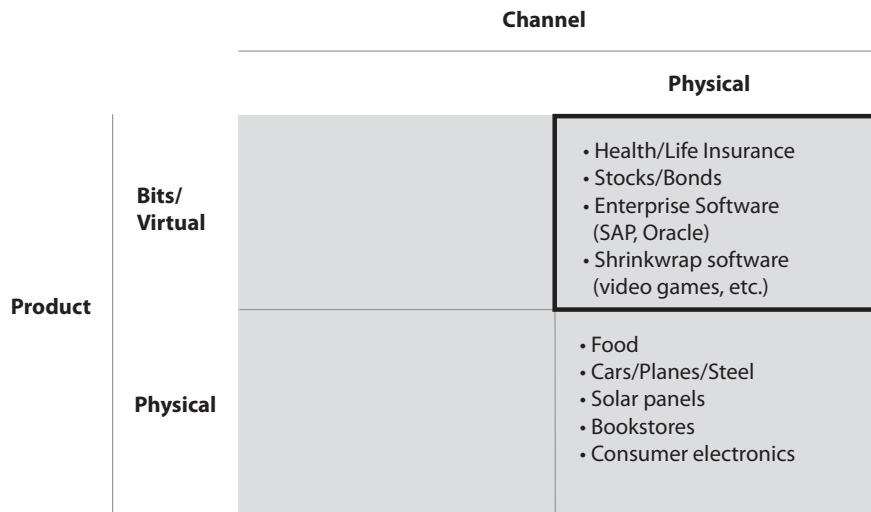 Channel
Physical
Bits/
Virtual
• Health/Life Insurance
• Stocks/Bonds
• Enterprise Software
(SAP, Oracle)
• Shrinkwrap software
(video games, etc.)
Product
Physical
• Food
• Cars/Planes/Steel
• Solar panels
• Bookstores
• Consumer electronics